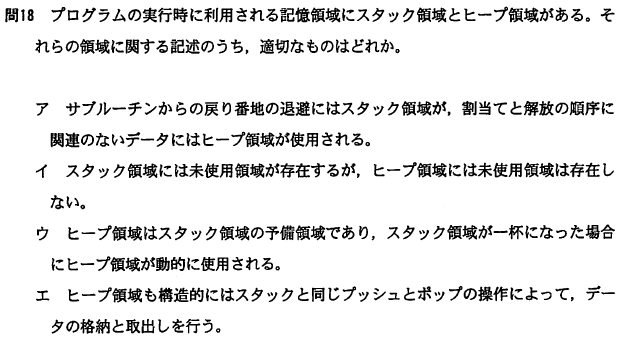 問18 プログラムの実行時に利用される記憶領域にスタック領域とヒープ領域がある。そ
れらの領域に関する記述のうち，適切なものはどれか。
ア サブルーチンからの戻り番地の退避にはスタック領域が，割当てと解放の順序に
関連のないデータにはヒープ領域が使用される。
イ スタック領域には未使用領域が存在するが，ヒープ領域には未使用領域は存在し
ない。
ウ ヒープ領域はスタック領域の予備領域であり，スタック領域が一杯になった場合
にヒープ領域が動的に使用される。
エ ヒープ領域も構造的にはスタックと同じプッシュとポップの操作によって，デー
タの格納と取出しを行う。